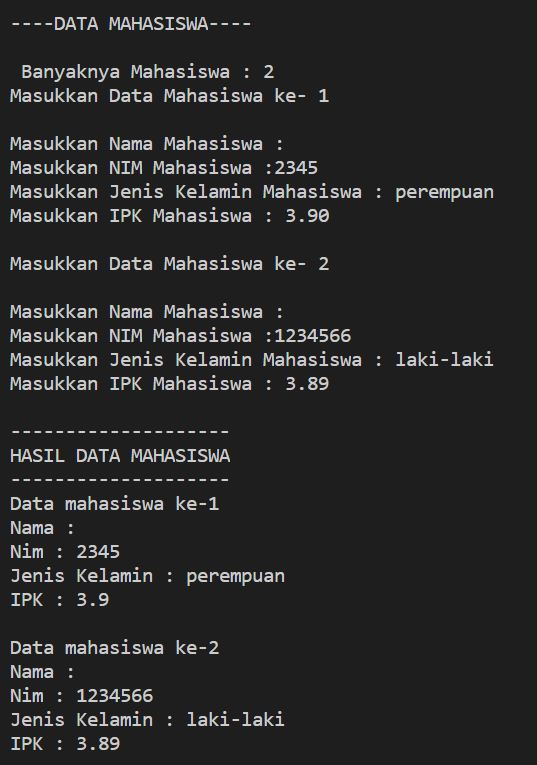 ----DATA MAHASISWA----
Banyaknya Mahasiswa : 2
Masukkan Data Mahasiswa ke- 1
Masukkan Nama Mahasiswa :
Masukkan NIM Mahasiswa :2345
Masukkan Jenis Kelamin Mahasiswa : perempuan
Masukkan IPK Mahasiswa : 3.90
Masukkan Data Mahasiswa ke- 2
Masukkan Nama Mahasiswa :
Masukkan NIM Mahasiswa :1234566
Masukkan Jenis Kelamin Mahasiswa : laki-laki
Masukkan IPK Mahasiswa : 3.89
--------------------
HASIL DATA MAHASISWA
--------------------
Data mahasiswa ke-1
Nama :
Nim : 2345
Jenis Kelamin : perempuan
IPK : 3.9
Data mahasiswa ke-2
Nama :
Nim : 1234566
Jenis Kelamin : laki-laki
IPK : 3.89